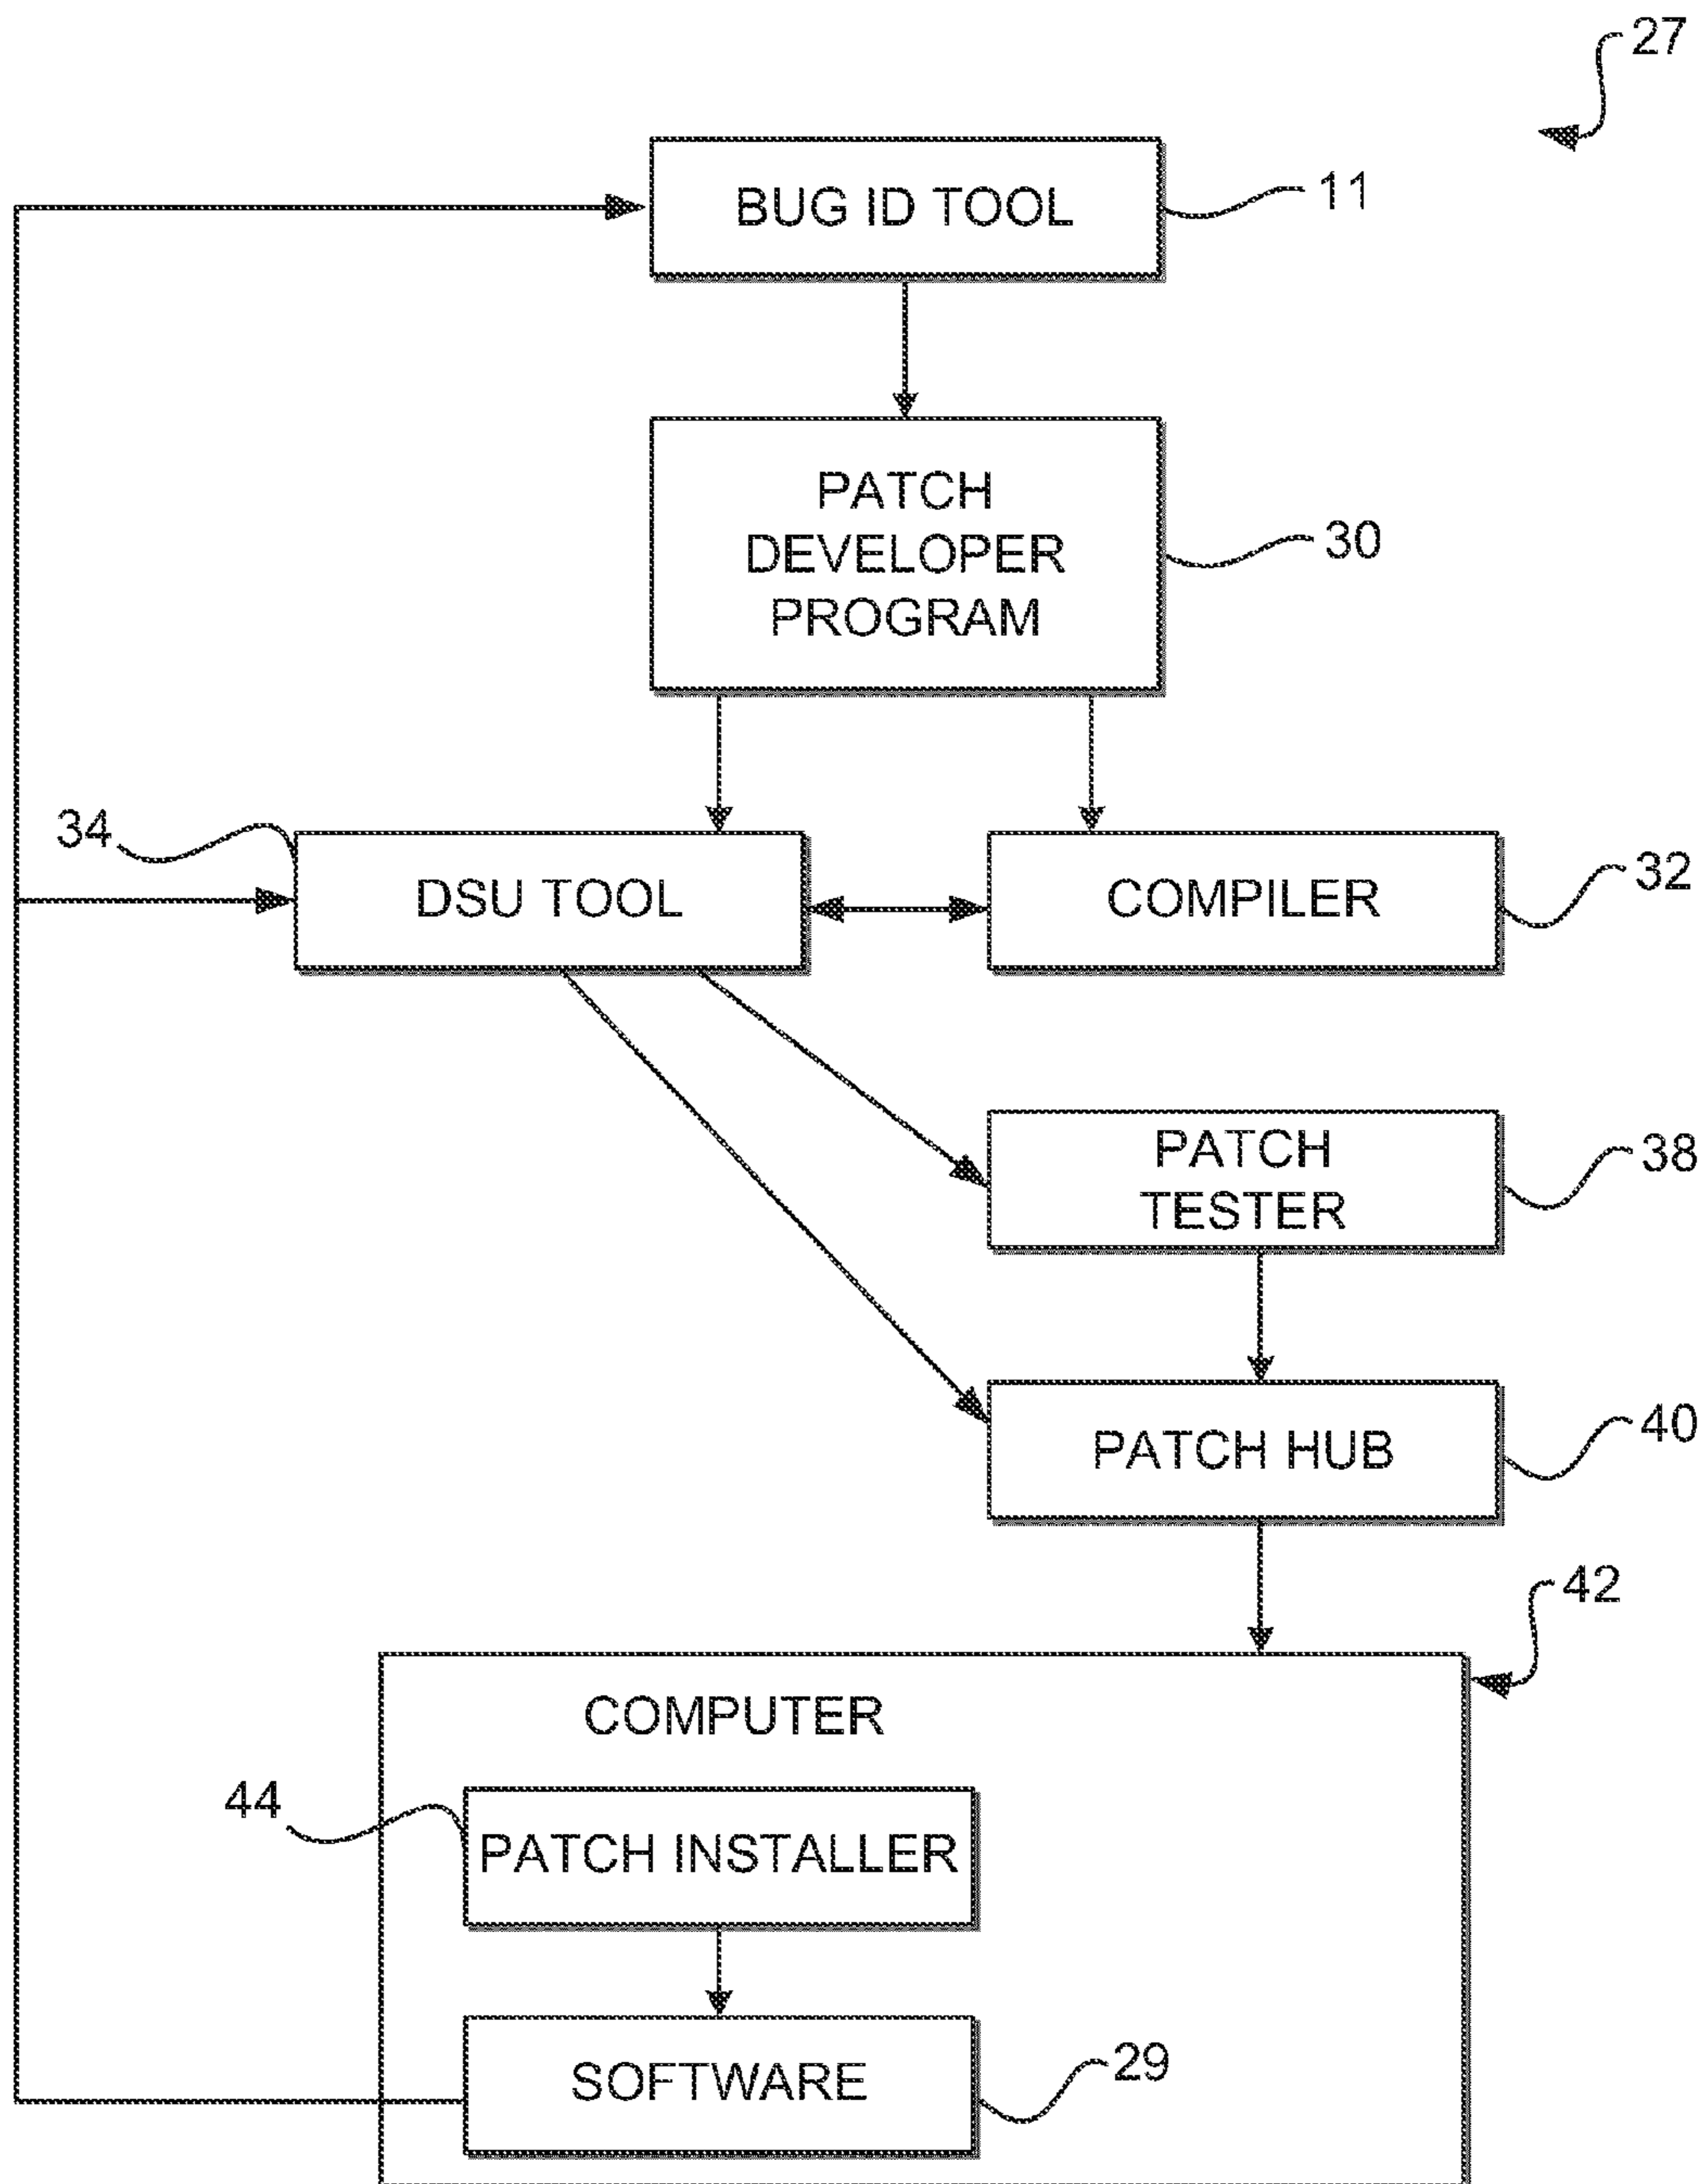 27
BUG ID TOOL
11
PATCH
DEVELOPER
PROGRAM
30
34
DSU TOOL
COMPILER
32
PATCH
TESTER
38
PATCH HUB
40
42
COMPUTER
44
PATCH INSTALLER
SOFTWARE
29